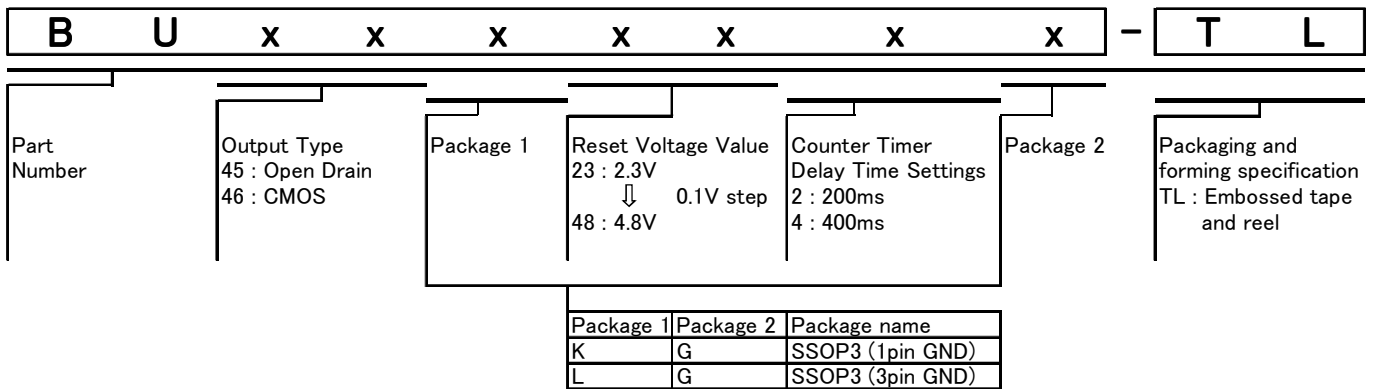 B U x x x x x x x - T L
Part Number
Output Type
45 : Open Drain
46 : CMOS
Package 1
Reset Voltage Value
23 : 2.3V
⇩ 0.1V step
48 : 4.8V
Counter Timer
Delay Time Settings
2 : 200ms
4 : 400ms
Package 2
Packaging and
forming specification
TL : Embossed tape
and reel
Package 1 Package 2 Package name
K G SSOP3 (1pin GND)
L G SSOP3 (3pin GND)